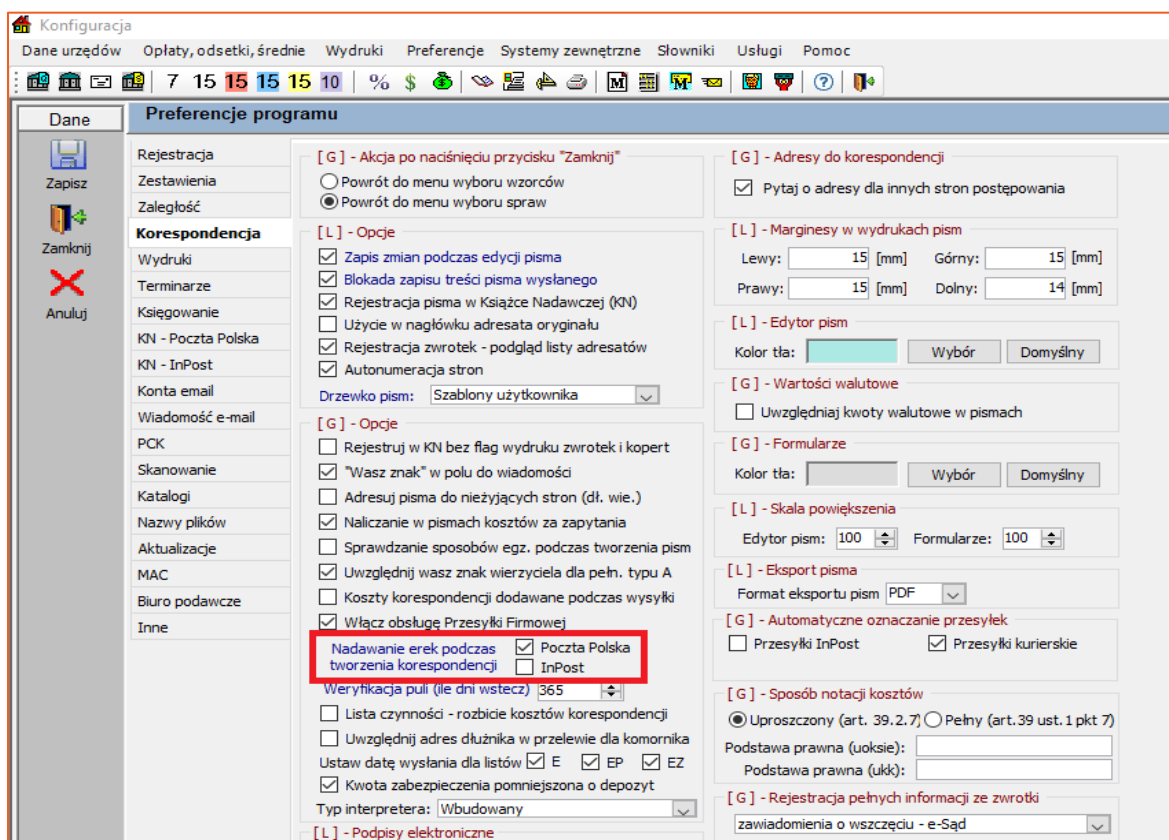 Konfiguracja
Dane urzędów Opłaty, odsetki, średnie Wydruki Preferencje Systemy zewnętrzne Słowniki Usługi Pomoc
7 15 15 15 15 10 % $
Dane
Preferencje programu
Zapisz
Zamknij
Anuluj
Rejestracja
Zestawienia
Zaległość
Korespondencja
Wydruki
Terminarze
Księgowanie
KN - Poczta Polska
KN - InPost
Konta email
Wiadomość e-mail
PCK
Skanowanie
Katalogi
Nazwy plików
Aktualizacje
MAC
Biuro podawcze
Inne
[ G ] - Akcja po naciśnięciu przycisku "Zamknij"
Powrót do menu wyboru wzorców
Powrót do menu wyboru spraw
[ L ] - Opcje
Zapis zmian podczas edycji pisma
Blokada zapisu treści pisma wysłanego
Rejestracja pisma w Książce Nadawczej (KN)
Użycie w nagłówku adresata oryginału
Rejestracja zwrotek - podgląd listy adresatów
Autonumeracja stron
Drzewko pism: Szablony użytkownika
[ G ] - Opcje
Rejestruj w KN bez flag wydruku zwrotek i kopert
"Wasz znak" w polu do wiadomości
Adresuj pisma do nieżyjących stron (dł. wie.)
Naliczanie w pismach kosztów za zapytania
Sprawdzanie sposobów egz. podczas tworzenia pism
Uwzględnij wasz znak wierzyciela dla pełn. typu A
Koszty korespondencji dodawane podczas wysyłki
Włącz obsługę Przesyłki Firmowej
Nadawanie erek podczas Poczta Polska
tworzenia korespondencji InPost
Weryfikacja puli (ile dni wstecz) 365
Lista czynności - rozbicie kosztów korespondencji
Uwzględnij adres dłużnika w przelewie dla komornika
Ustaw datę wysłania dla listów E EP EZ
Kwota zabezpieczenia pomniejszona o depozyt
Typ interpretera: Wbudowany
[ L ] - Podpisy elektroniczne
[ G ] - Adresy do korespondencji
Pytaj o adresy dla innych stron postępowania
[ L ] - Marginesy w wydrukach pism
Lewy: 15 [mm] Górny: 15 [mm]
Prawy: 15 [mm] Dolny: 14 [mm]
[ L ] - Edytor pism
Kolor tła: Wybór Domyślny
[ G ] - Wartości walutowe
Uwzględniaj kwoty walutowe w pismach
[ G ] - Formularze
Kolor tła: Wybór Domyślny
[ L ] - Skala powiększenia
Edytor pism: 100 Formularze: 100
[ L ] - Eksport pisma
Format eksportu pism PDF
[ G ] - Automatyczne oznaczanie przesyłek
Przesyłki InPost Przesyłki kurierskie
[ G ] - Sposób notacji kosztów
Uproszczony (art. 39.2.7) Pełny (art.39 ust.1 pkt 7)
Podstawa prawna (uoksie):
Podstawa prawna (ukk):
[ G ] - Rejestracja pełnych informacji ze zwrotki
zawiadomienia o wszczęciu - e-Sąd